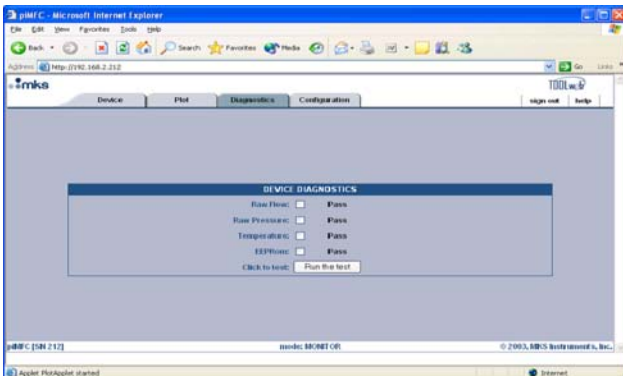 piMFC - Microsoft Internet Explorer
File Edit View Favorites Tools Help
Back Search Favorites Media
Address http://192.168.2.212 Go Links
mks TOOLweb
Device Plot Diagnostics Configuration sign out help
DEVICE DIAGNOSTICS
Raw Flow: Pass
Raw Pressure: Pass
Temperature: Pass
EEPRom: Pass
Click to test: Run the test
piMFC [SN 212] mode: MONITOR © 2003, MKS Instruments, Inc.
Applet PlotApplet started Internet